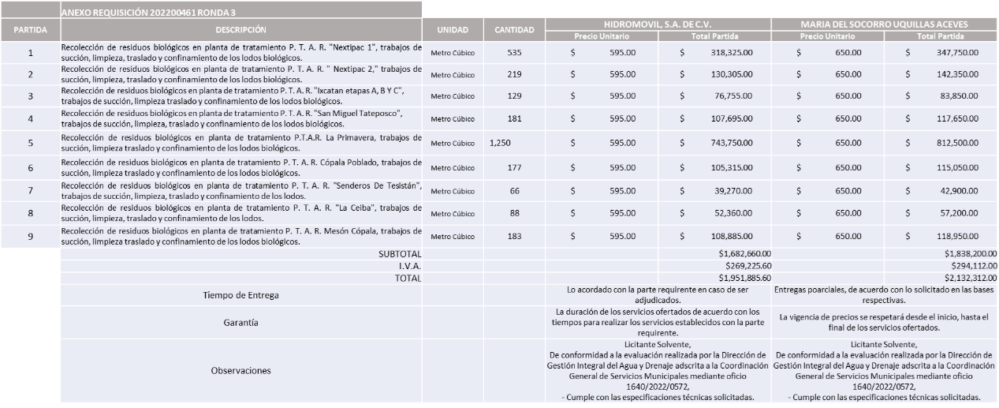 ANEXO REQUISICIÓN 202200461 RONDA 3
PARTIDA DESCRIPCIÓN UNIDAD CANTIDAD HIDROMOVIL, S.A. DE C.V. MARIA DEL SOCORRO UQUILLAS ACEVES
Precio Unitario Total Partida Precio Unitario Total Partida
1 Recolección de residuos biológicos en planta de tratamiento P. T. A. R. "Nextipac 1", trabajos de Metro Cúbico 535 $ 595.00 $ 318,325.00 $ 650.00 $ 347,750.00
succión, limpieza, traslado y confinamiento de los lodos biológicos.
2 Recolección de residuos biológicos en planta de tratamiento P. T. A. R. " Nextipac 2," trabajos de Metro Cúbico 219 $ 595.00 $ 130,305.00 $ 650.00 $ 142,350.00
succión, limpieza, traslado y confinamiento de los lodos biológicos.
3 Recolección de residuos biológicos en planta de tratamiento P. T. A. R. "Ixcatan etapas A, B Y C", Metro Cúbico 129 $ 595.00 $ 76,755.00 $ 650.00 $ 83,850.00
trabajos de succión, limpieza traslado y confinamiento de los lodos biológicos.
4 Recolección de residuos biológicos en planta de tratamiento P. T. A. R. "San Miguel Tateposco", Metro Cúbico 181 $ 595.00 $ 107,695.00 $ 650.00 $ 117,650.00
trabajos de succión, limpieza, traslado y confinamiento de los lodos biológicos.
5 Recolección de residuos biológicos en planta de tratamiento P.T.A.R. La Primavera, trabajos de Metro Cúbico 1,250 $ 595.00 $ 743,750.00 $ 650.00 $ 812,500.00
succión, limpieza traslado y confinamiento de los lodos biológicos.
6 Recolección de residuos biológicos en planta de tratamiento P. T. A. R. Cópala Poblado, trabajos de Metro Cúbico 177 $ 595.00 $ 105,315.00 $ 650.00 $ 115,050.00
succión, limpieza traslado y confinamiento de los lodos biológicos.
7 Recolección de residuos biológicos en planta de tratamiento P. T. A. R. "Senderos De Tesistán", Metro Cúbico 66 $ 595.00 $ 39,270.00 $ 650.00 $ 42,900.00
trabajos de succión, limpieza, traslado y confinamiento de los lodos.
8 Recolección de residuos biológicos en planta de tratamiento P. T. A. R. "La Ceiba", trabajos de Metro Cúbico 88 $ 595.00 $ 52,360.00 $ 650.00 $ 57,200.00
succión, limpieza, traslado y confinamiento de los lodos.
9 Recolección de residuos biológicos en planta de tratamiento P. T. A. R. Mesón Cópala, trabajos de Metro Cúbico 183 $ 595.00 $ 108,885.00 $ 650.00 $ 118,950.00
succión, limpieza traslado y confinamiento de los lodos biológicos.
SUBTOTAL $1,682,660.00 $1,838,200.00
I.V.A. $269,225.60 $294,112.00
TOTAL $1,951,885.60 $2,132,312.00
Tiempo de Entrega
Lo acordado con la parte requirente en caso de ser
adjudicados.
Entregas poarciales, de acuerdo con lo solicitado en las bases
respectivas.
Garantía
La duración de los servicios ofertados de acuerdo con los
tiempos para realizar los servicios establecidos con la parte
requirente.
La vigencia de precios se respetará desde el inicio, hasta el
final de los servicios ofertados.
Observaciones
Licitante Solvente,
De conformidad a la evaluación realizada por la Dirección de
Gestión Integral del Agua y Drenaje adscrita a la Coordinación
General de Servicios Municipales mediante oficio
1640/2022/0572,
- Cumple con las especificaciones técnicas solicitadas.
Licitante Solvente,
De conformidad a la evaluación realizada por la Dirección de
Gestión Integral del Agua y Drenaje adscrita a la Coordinación
General de Servicios Municipales mediante oficio
1640/2022/0572,
- Cumple con las especificaciones técnicas solicitadas.